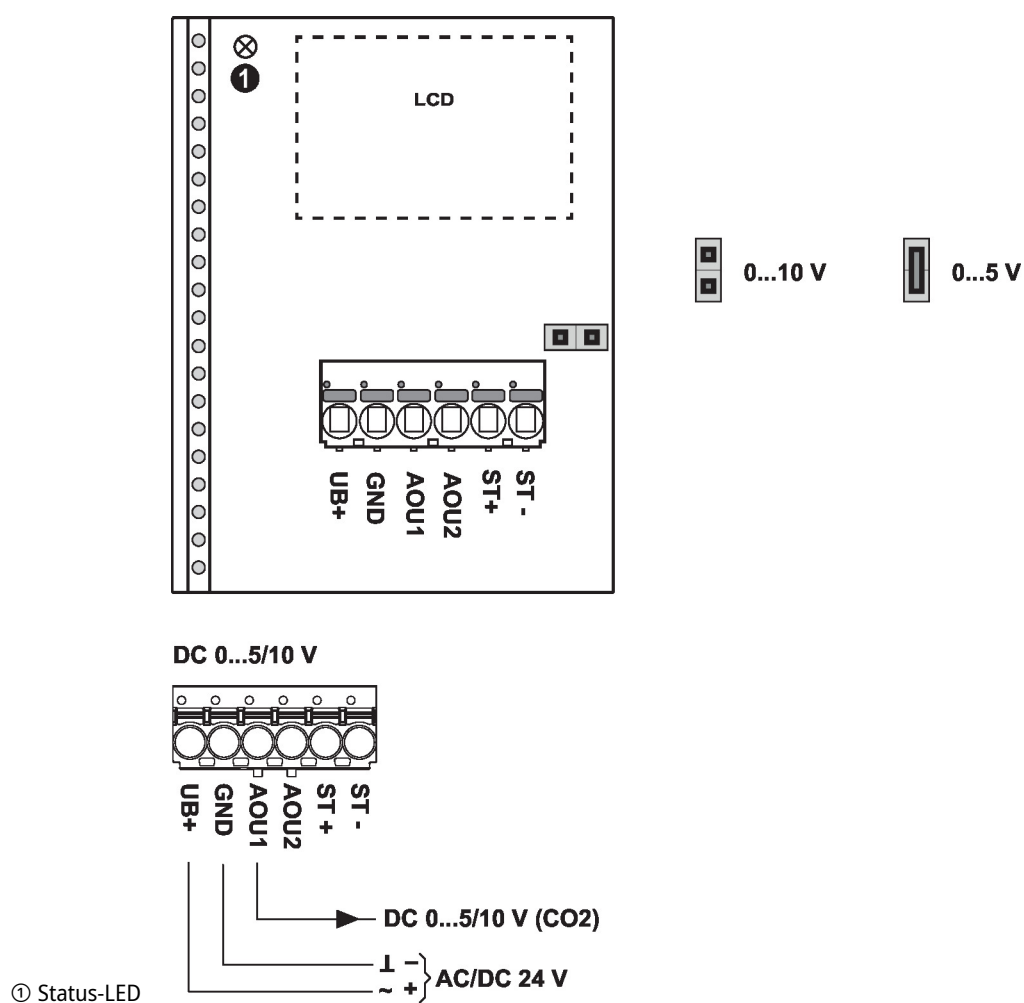 ❶
LCD
0...10 V
0...5 V
UB+
GND
AOU1
AOU2
ST+
ST -
DC 0...5/10 V
UB+
GND
AOU1
AOU2
ST +
ST -
DC 0...5/10 V (CO2)
⊥ −
~ +
AC/DC 24 V
① Status-LED